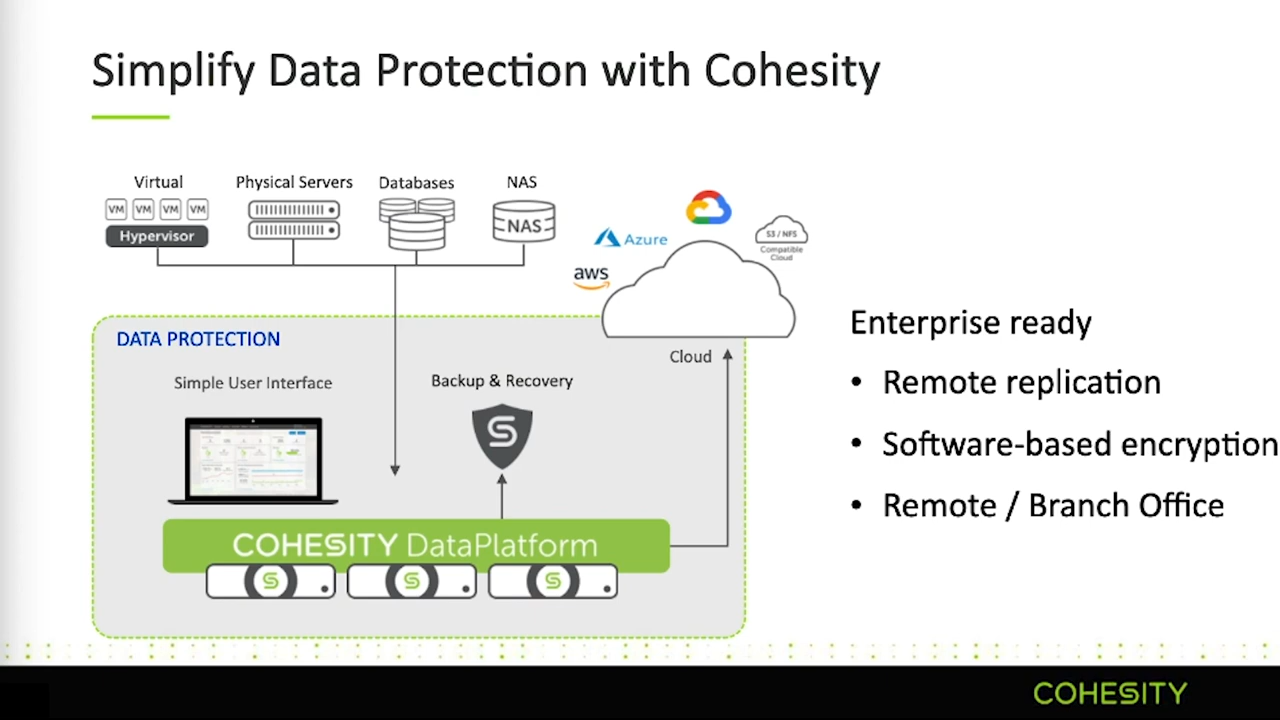 Simplify Data Protection with Cohesity
Virtual
Physical Servers
Databases
NAS
VM VM VM VM
Hypervisor
NAS
Azure
aws
S3 / NFS
Compatible
Cloud
DATA PROTECTION
Cloud
Simple User Interface
Backup & Recovery
S
COHESITY DataPlatform
S
S
S
Enterprise ready
• Remote replication
• Software-based encryption
• Remote / Branch Office
COHESITY